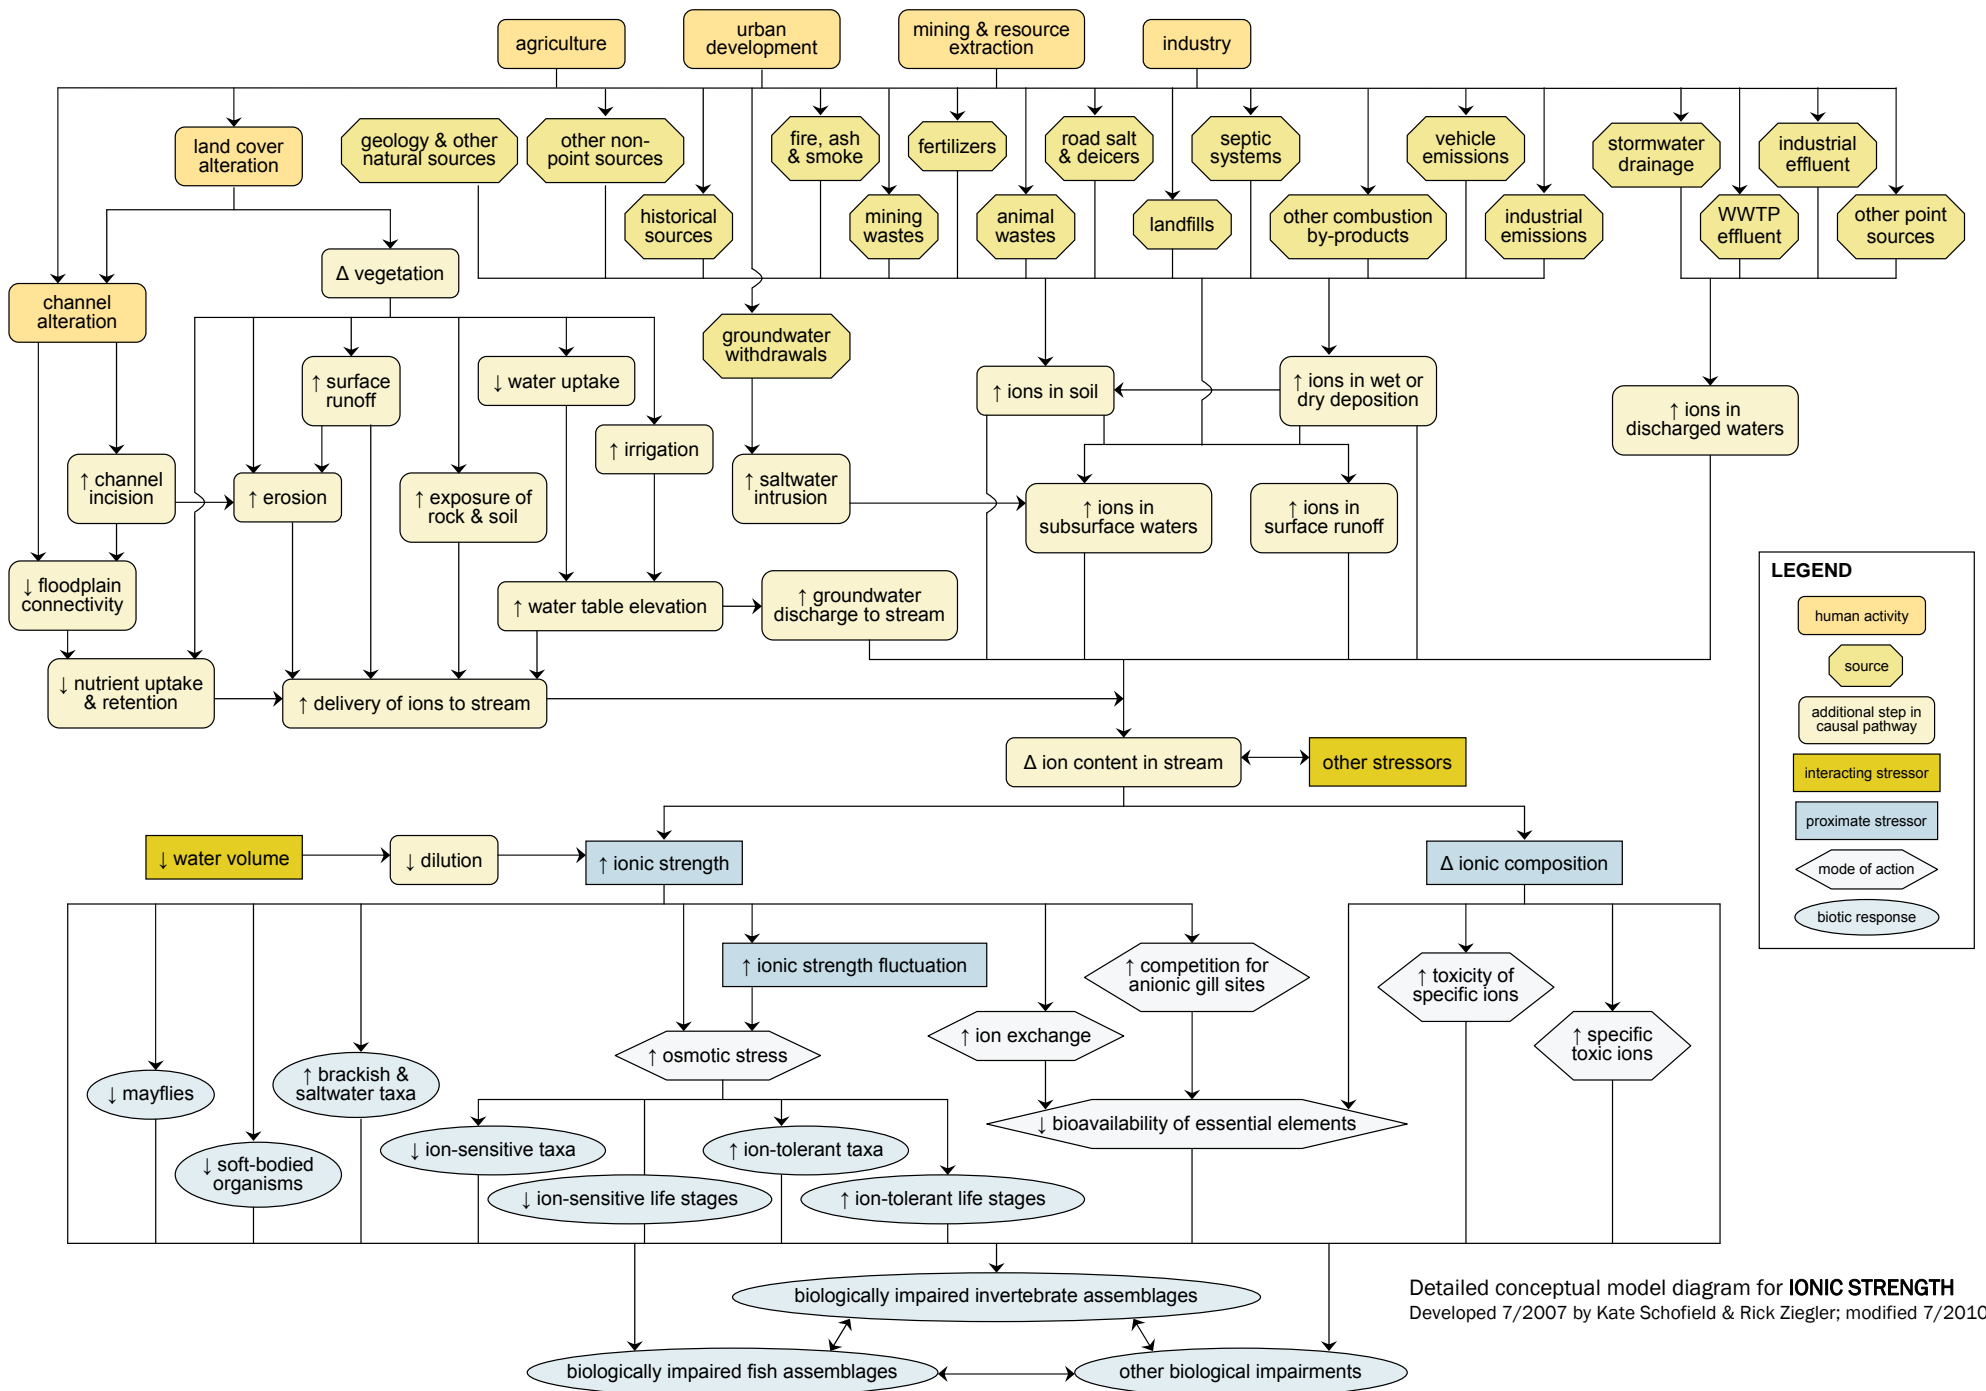 agriculture
urban
development
mining & resource
extraction
industry
land cover
alteration
geology & other
natural sources
other non-
point sources
fire, ash
& smoke
fertilizers
road salt
& deicers
septic
systems
vehicle
emissions
stormwater
drainage
industrial
effluent
historical
sources
mining
wastes
animal
wastes
landfills
other combustion
by-products
industrial
emissions
WWTP
effluent
other point
sources
Δ vegetation
channel
alteration
groundwater
withdrawals
↑ surface
runoff
↓ water uptake
↑ ions in soil
↑ ions in wet or
dry deposition
↑ ions in
discharged waters
↑ irrigation
↑ channel
incision
↑ erosion
↑ exposure of
rock & soil
↑ saltwater
intrusion
↑ ions in
subsurface waters
↑ ions in
surface runoff
↓ floodplain
connectivity
↑ water table elevation
↑ groundwater
discharge to stream
↓ nutrient uptake
& retention
↑ delivery of ions to stream
Δ ion content in stream
other stressors
↓ water volume
↓ dilution
↑ ionic strength
Δ ionic composition
↑ ionic strength fluctuation
↑ competition for
anionic gill sites
↑ toxicity of
specific ions
↑ osmotic stress
↑ ion exchange
↑ specific
toxic ions
↓ mayflies
↑ brackish &
saltwater taxa
↓ bioavailability of essential elements
↓ soft-bodied
organisms
↓ ion-sensitive taxa
↑ ion-tolerant taxa
↓ ion-sensitive life stages
↑ ion-tolerant life stages
biologically impaired invertebrate assemblages
biologically impaired fish assemblages
other biological impairments
LEGEND
human activity
source
additional step in
causal pathway
interacting stressor
proximate stressor
mode of action
biotic response
Detailed conceptual model diagram for IONIC STRENGTH
Developed 7/2007 by Kate Schofield & Rick Ziegler; modified 7/2010